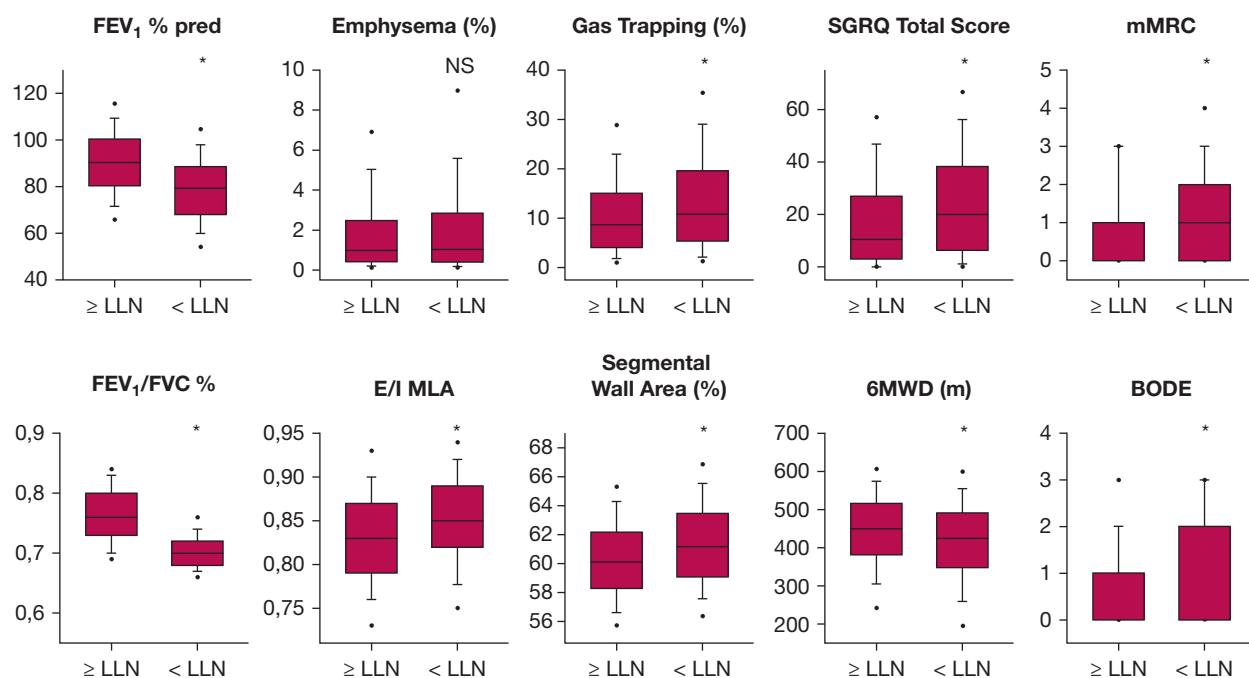 FEV₁ % pred
*
120
100
80
60
40
≥ LLN
< LLN
Emphysema (%)
NS
10
8
6
4
2
0
≥ LLN
< LLN
Gas Trapping (%)
*
40
30
20
10
0
≥ LLN
< LLN
SGRQ Total Score
*
60
40
20
0
≥ LLN
< LLN
mMRC
*
5
4
3
2
1
0
≥ LLN
< LLN
FEV₁/FVC %
*
0,9
0,8
0,7
0,6
≥ LLN
< LLN
E/I MLA
*
0,95
0,90
0,85
0,80
0,75
≥ LLN
< LLN
Segmental
Wall Area (%)
*
68
66
64
62
60
58
56
≥ LLN
< LLN
6MWD (m)
*
700
600
500
400
300
200
≥ LLN
< LLN
BODE
*
4
3
2
1
0
≥ LLN
< LLN